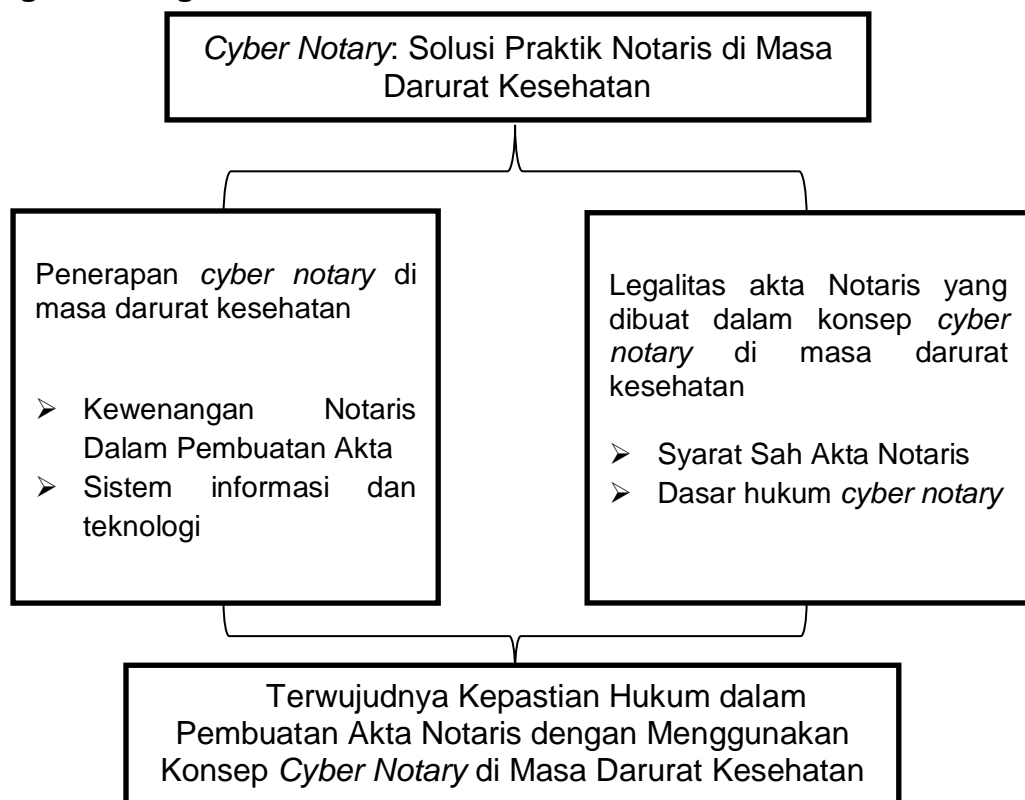 Cyber Notary: Solusi Praktik Notaris di Masa
Darurat Kesehatan
Penerapan cyber notary di
masa darurat kesehatan
➢ Kewenangan Notaris
Dalam Pembuatan Akta
➢ Sistem informasi dan
teknologi
Legalitas akta Notaris yang
dibuat dalam konsep cyber
notary di masa darurat
kesehatan
➢ Syarat Sah Akta Notaris
➢ Dasar hukum cyber notary
Terwujudnya Kepastian Hukum dalam
Pembuatan Akta Notaris dengan Menggunakan
Konsep Cyber Notary di Masa Darurat Kesehatan